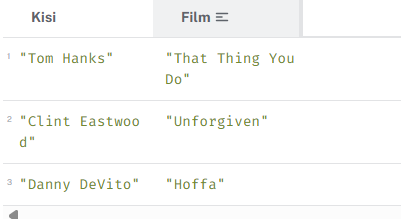 Kisi Film
1 "Tom Hanks" "That Thing You
Do"
2 "Clint Eastwoo "Unforgiven"
d"
3 "Danny DeVito" "Hoffa"